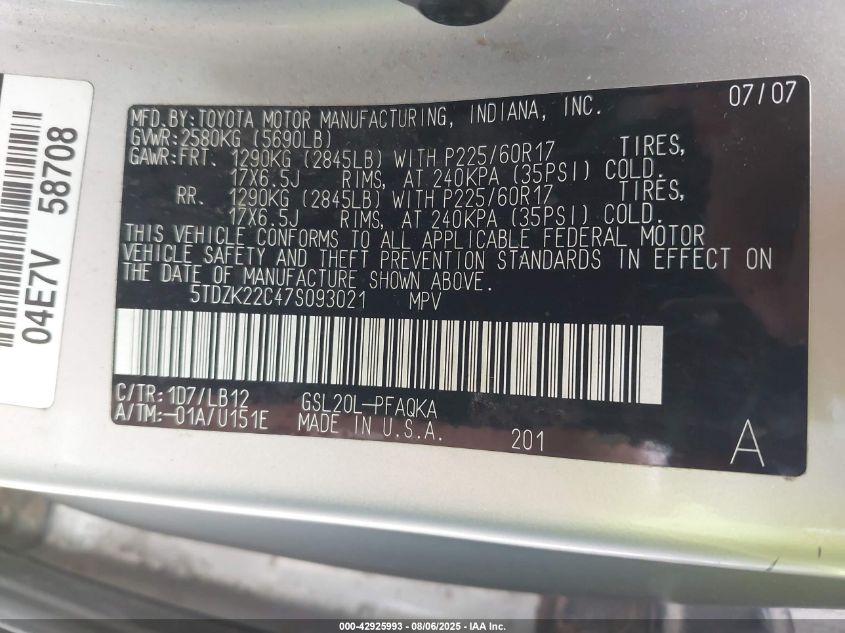 07/07
MFD. BY: TOYOTA MOTOR MANUFACTURING, INDIANA, INC.
GVWR: 2580KG (5690LB)
GAWR: FRT. 1290KG (2845LB) WITH P225/60R17 TIRES,
17X6.5J RIMS, AT 240KPA (35PSI) COLD.
RR. 1290KG (2845LB) WITH P225/60R17 TIRES,
17X6.5J RIMS, AT 240KPA (35PSI) COLD.
THIS VEHICLE CONFORMS TO ALL APPLICABLE FEDERAL MOTOR
VEHICLE SAFETY AND THEFT PREVENTION STANDARDS IN EFFECT ON
THE DATE OF MANUFACTURE SHOWN ABOVE.
5TDZK22C47S093021 MPV
C/TR: 1D7/LB12 GSL20L-PFAQKA
A/TM: -01A/U151E MADE IN U.S.A. 201 A
04E7V 58708
000-42925993 - 08/06/2025 - IAA Inc.